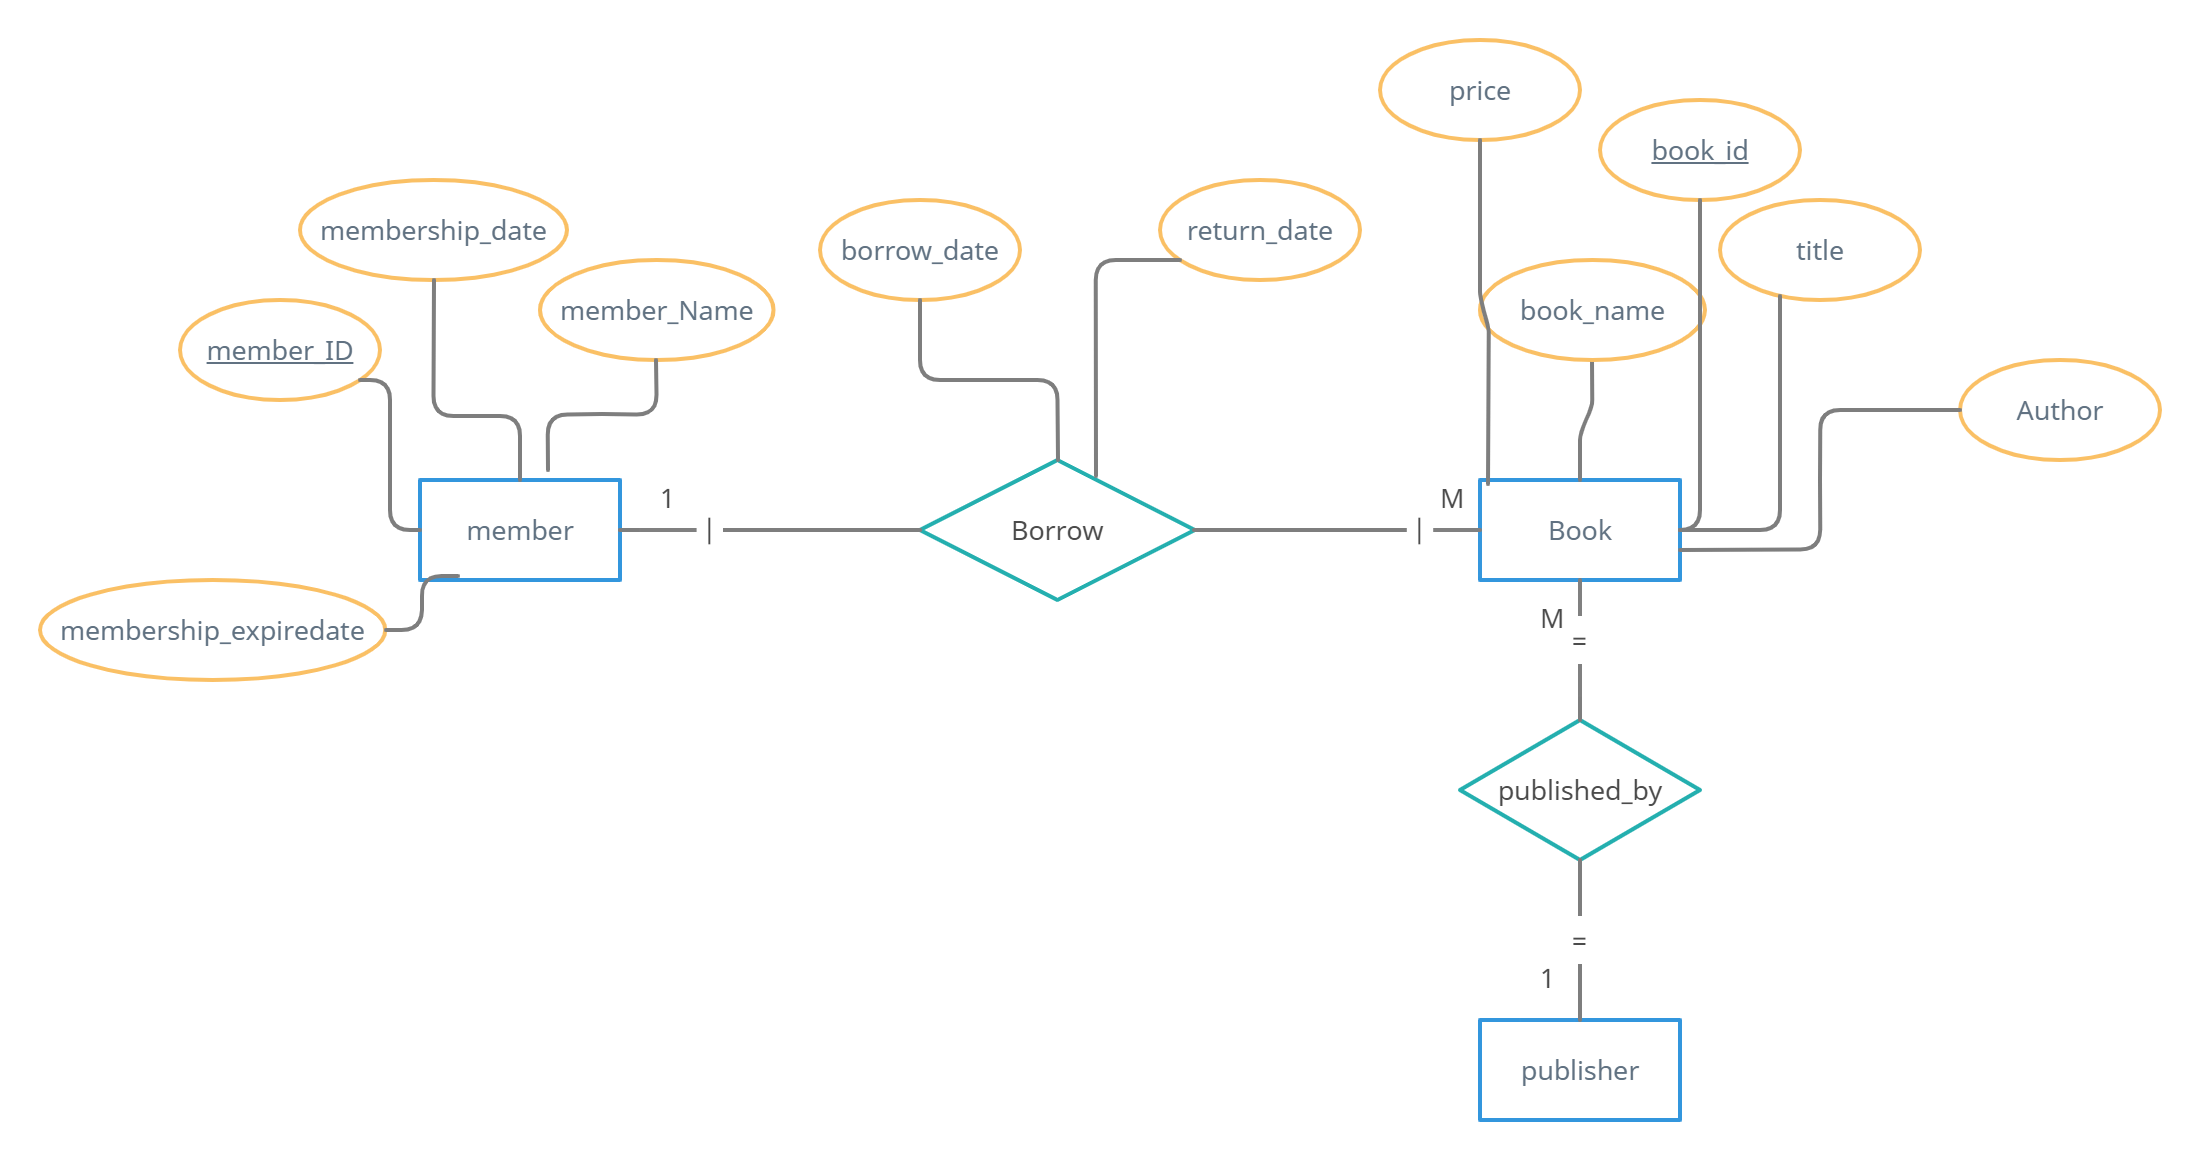 price
book_id
membership_date
borrow_date
return_date
title
member_Name
book_name
member_ID
Author
1
M
member
|
Borrow
|
Book
M
=
membership_expiredate
published_by
=
1
publisher